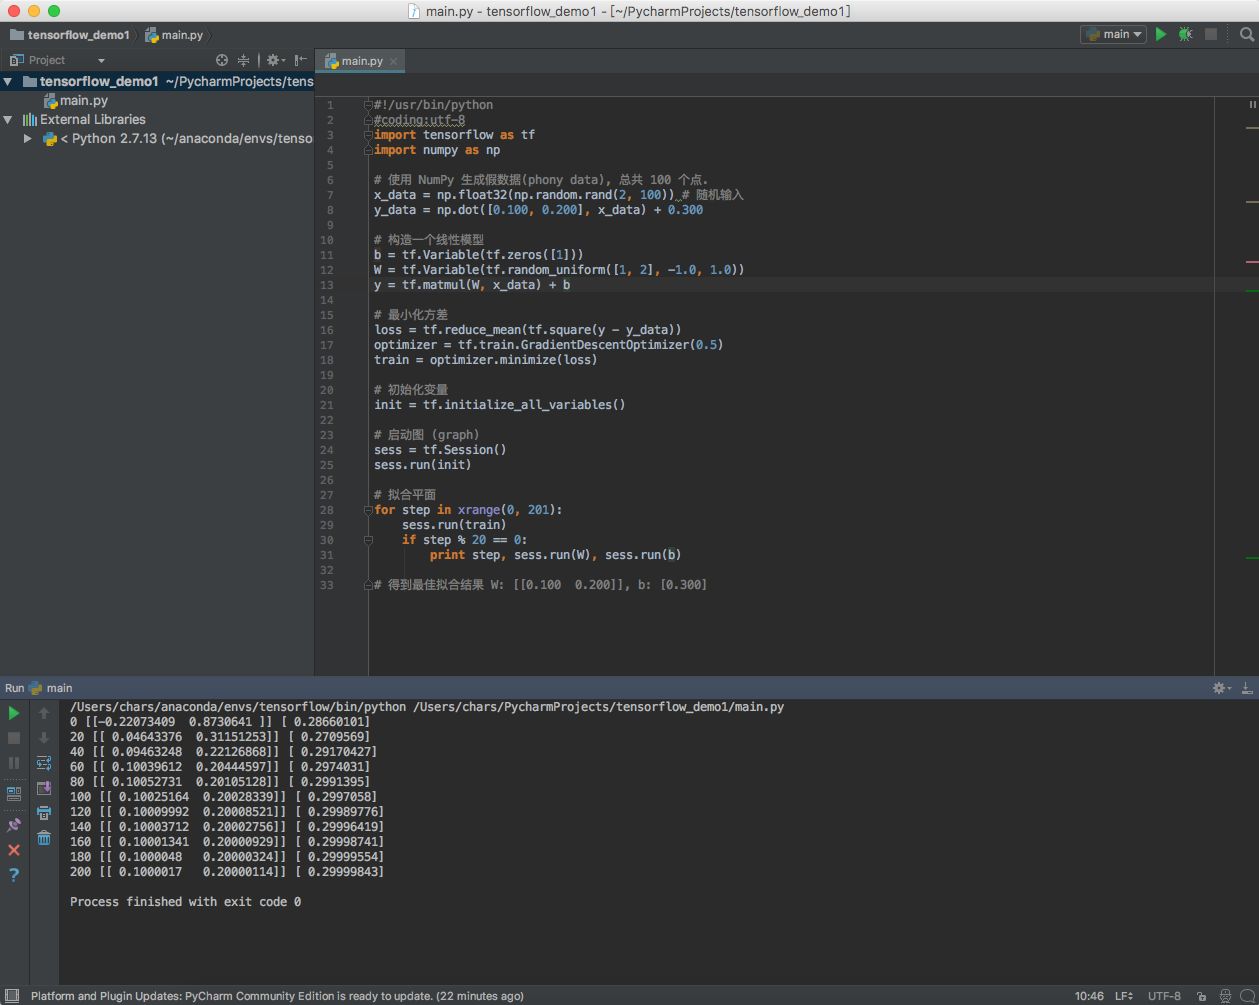 main.py - tensorflow_demo1 - [~/PycharmProjects/tensorflow_demo1]
tensorflow_demo1 main.py main
Project main.py
tensorflow_demo1 ~/PycharmProjects/tens
main.py
External Libraries
< Python 2.7.13 (~/anaconda/envs/tenso
1 #!/usr/bin/python
2 #coding:utf-8
3 import tensorflow as tf
4 import numpy as np
5
6 # 使用 NumPy 生成假数据(phony data), 总共 100 个点.
7 x_data = np.float32(np.random.rand(2, 100)) # 随机输入
8 y_data = np.dot([0.100, 0.200], x_data) + 0.300
9
10 # 构造一个线性模型
11 b = tf.Variable(tf.zeros([1]))
12 W = tf.Variable(tf.random_uniform([1, 2], -1.0, 1.0))
13 y = tf.matmul(W, x_data) + b
14
15 # 最小化方差
16 loss = tf.reduce_mean(tf.square(y - y_data))
17 optimizer = tf.train.GradientDescentOptimizer(0.5)
18 train = optimizer.minimize(loss)
19
20 # 初始化变量
21 init = tf.initialize_all_variables()
22
23 # 启动图 (graph)
24 sess = tf.Session()
25 sess.run(init)
26
27 # 拟合平面
28 for step in xrange(0, 201):
29     sess.run(train)
30     if step % 20 == 0:
31         print step, sess.run(W), sess.run(b)
32
33 # 得到最佳拟合结果 W: [[0.100  0.200]], b: [0.300]
Run main
/Users/chars/anaconda/envs/tensorflow/bin/python /Users/chars/PycharmProjects/tensorflow_demo1/main.py
0 [[-0.22073409  0.8730641 ]] [ 0.28660101]
20 [[ 0.04643376  0.31151253]] [ 0.2709569]
40 [[ 0.09463248  0.22126868]] [ 0.29170427]
60 [[ 0.10039612  0.20444597]] [ 0.2974031]
80 [[ 0.10052731  0.20105128]] [ 0.2991395]
100 [[ 0.10025164  0.20028339]] [ 0.2997058]
120 [[ 0.10009992  0.20008521]] [ 0.29989776]
140 [[ 0.10003712  0.20002756]] [ 0.29996419]
160 [[ 0.10001341  0.20000929]] [ 0.29998741]
180 [[ 0.1000048   0.20000324]] [ 0.29999554]
200 [[ 0.1000017   0.20000114]] [ 0.29999843]
Process finished with exit code 0
Platform and Plugin Updates: PyCharm Community Edition is ready to update. (22 minutes ago) 10:46 LF UTF-8